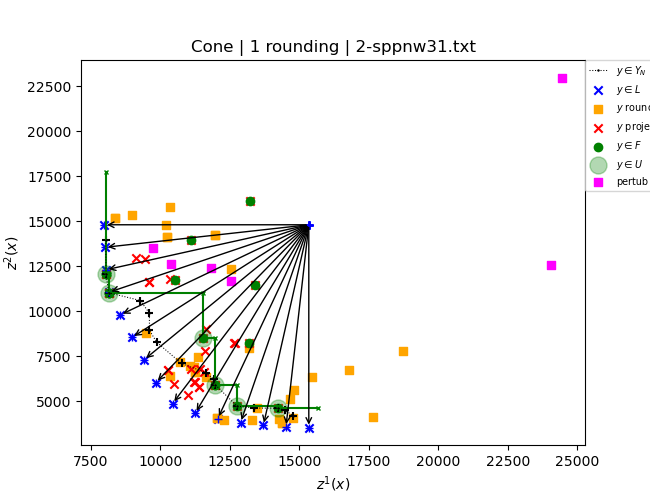 Cone | 1 rounding | 2-sppnw31.txt
z²(x)
22500
20000
17500
15000
12500
10000
7500
5000
7500 10000 12500 15000 17500 20000 22500 25000
z¹(x)
y ∈ Y_N
y ∈ L
y roun
y proje
y ∈ F
y ∈ U
pertub